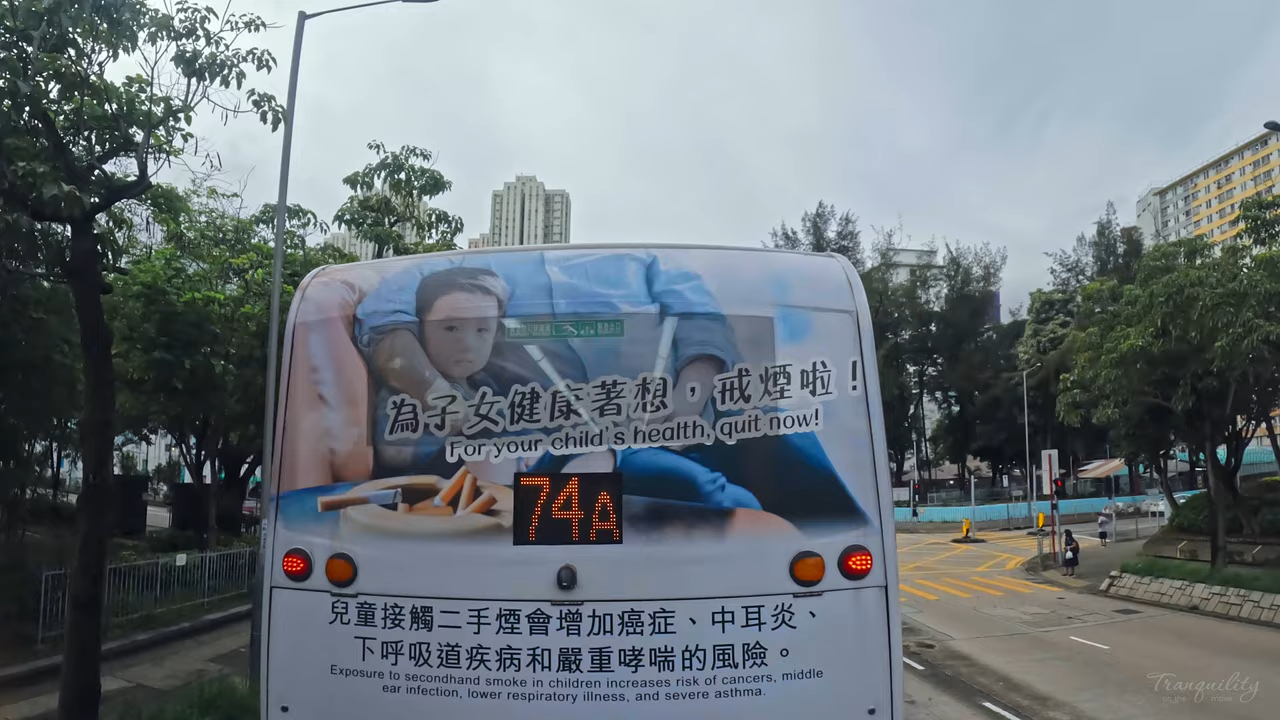 為子女健康著想，戒煙啦！
For your child's health, quit now!
74A
兒童接觸二手煙會增加癌症、中耳炎、
下呼吸道疾病和嚴重哮喘的風險。
Exposure to secondhand smoke in children increases risk of cancers, middle
ear infection, lower respiratory illness, and severe asthma.
Tranquility
on the move